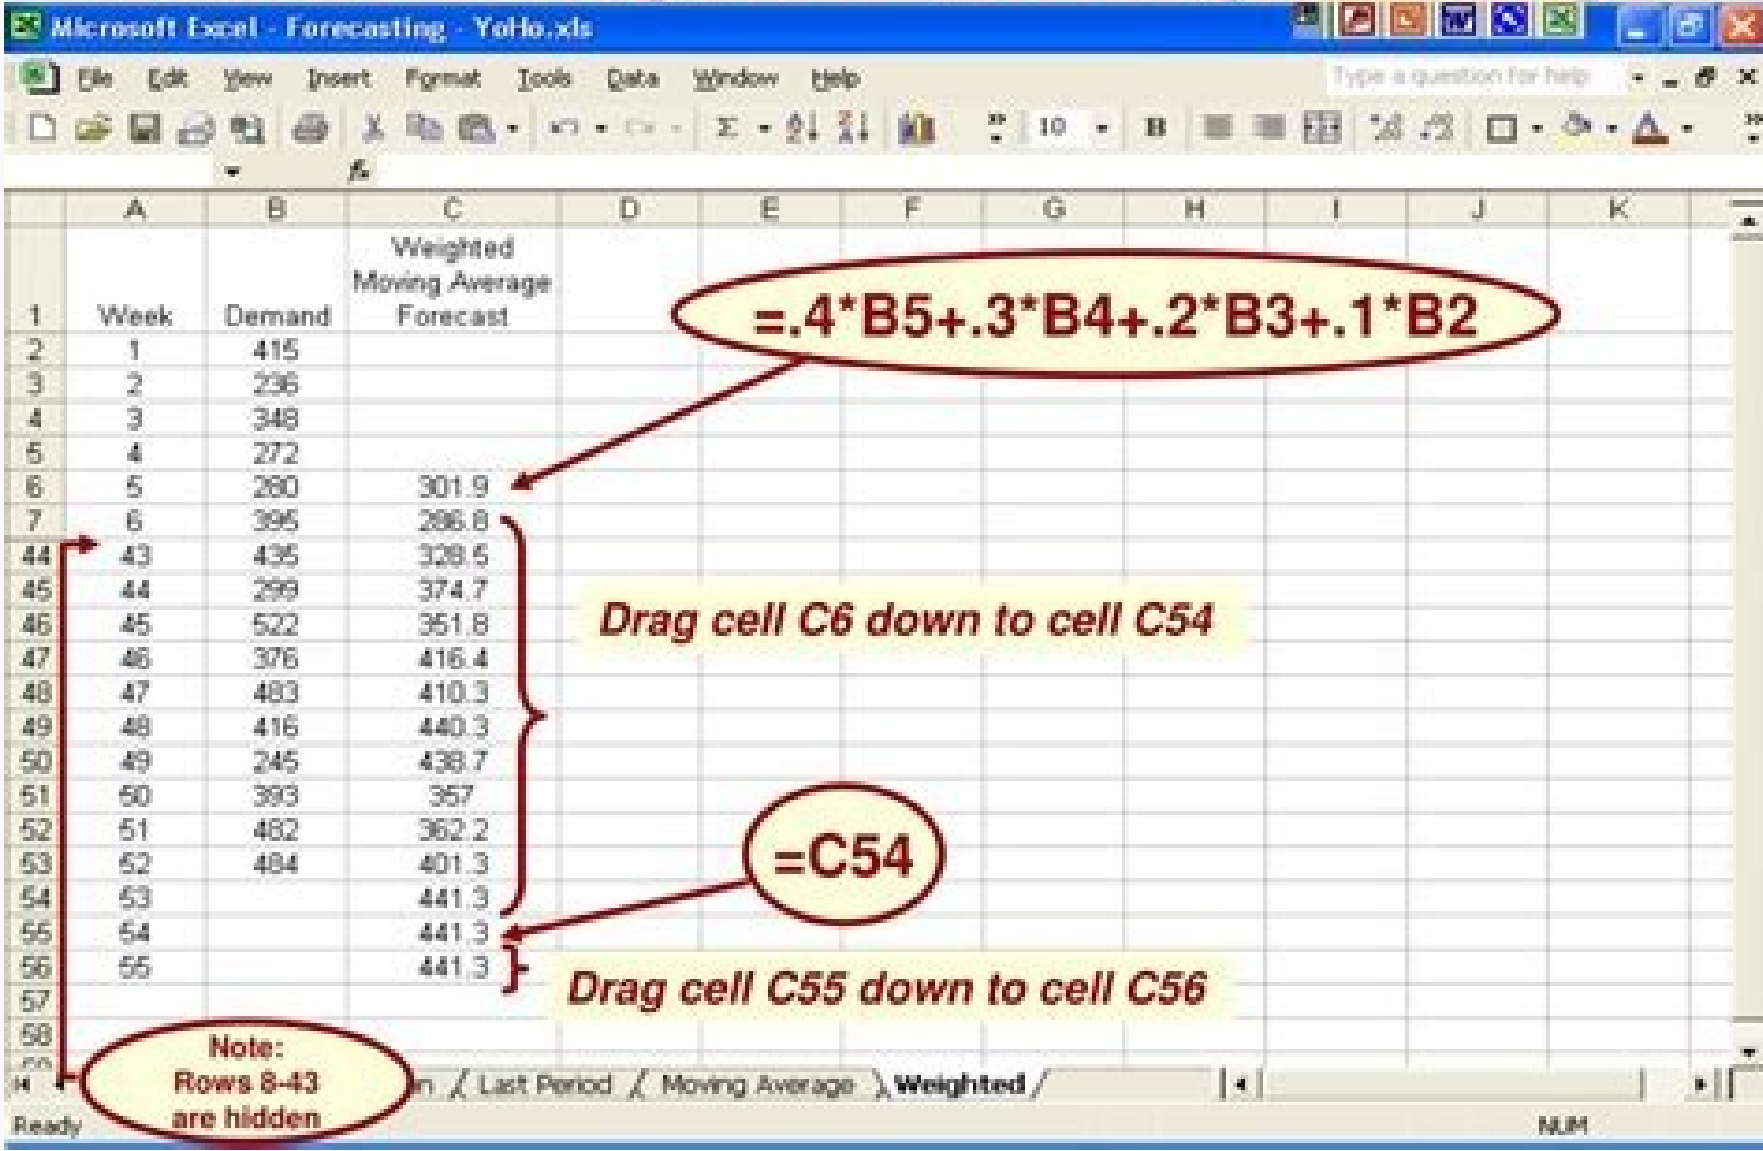 Microsoft Excel - Forecasting - YoHo.xls
File Edit View Insert Format Tools Data Window Help Type a question for help
Σ 10 B
fx
A B C D E F G H I J K
1 Week Demand Weighted Moving Average Forecast
=.4*B5+.3*B4+.2*B3+.1*B2
2 1 415
3 2 236
4 3 348
5 4 272
6 5 280 301.9
7 6 395 286.8
44 43 435 328.5
45 44 299 374.7
Drag cell C6 down to cell C54
46 45 522 351.8
47 46 376 416.4
48 47 483 410.3
49 48 416 440.3
50 49 245 438.7
51 50 393 357
52 51 482 362.2
53 52 484 401.3
=C54
54 53 441.3
55 54 441.3
56 55 441.3
Drag cell C55 down to cell C56
57
58
Note:
Rows 8-43
are hidden
n / Last Period / Moving Average \ Weighted /
Ready NUM